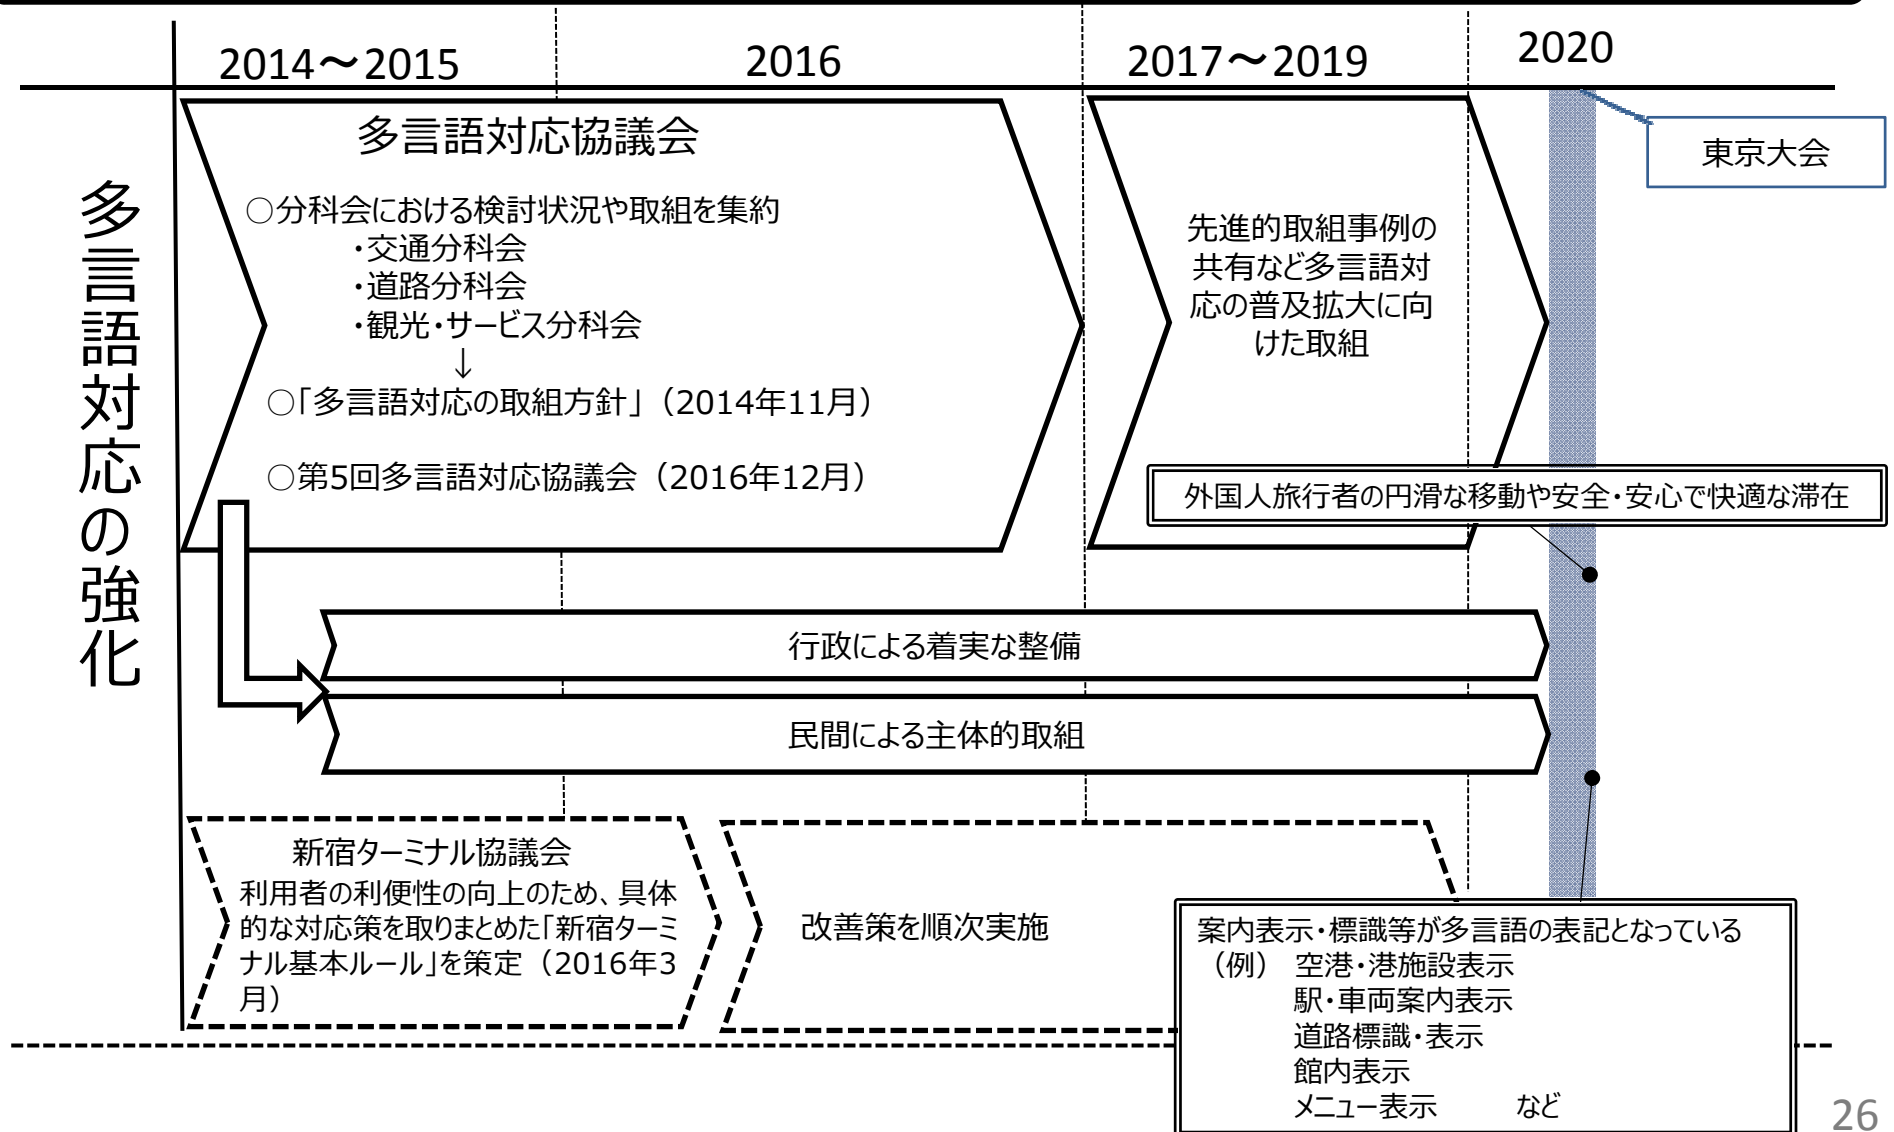 2014～2015
2016
2017～2019
2020
東京大会
多言語対応の強化
多言語対応協議会
○分科会における検討状況や取組を集約
・交通分科会
・道路分科会
・観光・サービス分科会
↓
○「多言語対応の取組方針」（2014年11月）
○第5回多言語対応協議会（2016年12月）
先進的取組事例の
共有など多言語対
応の普及拡大に向
けた取組
外国人旅行者の円滑な移動や安全・安心で快適な滞在
行政による着実な整備
民間による主体的取組
新宿ターミナル協議会
利用者の利便性の向上のため、具体
的な対応策を取りまとめた「新宿ターミ
ナル基本ルール」を策定（2016年3
月）
改善策を順次実施
案内表示・標識等が多言語の表記となっている
（例） 空港・港施設表示
駅・車両案内表示
道路標識・表示
館内表示
メニュー表示 など
26